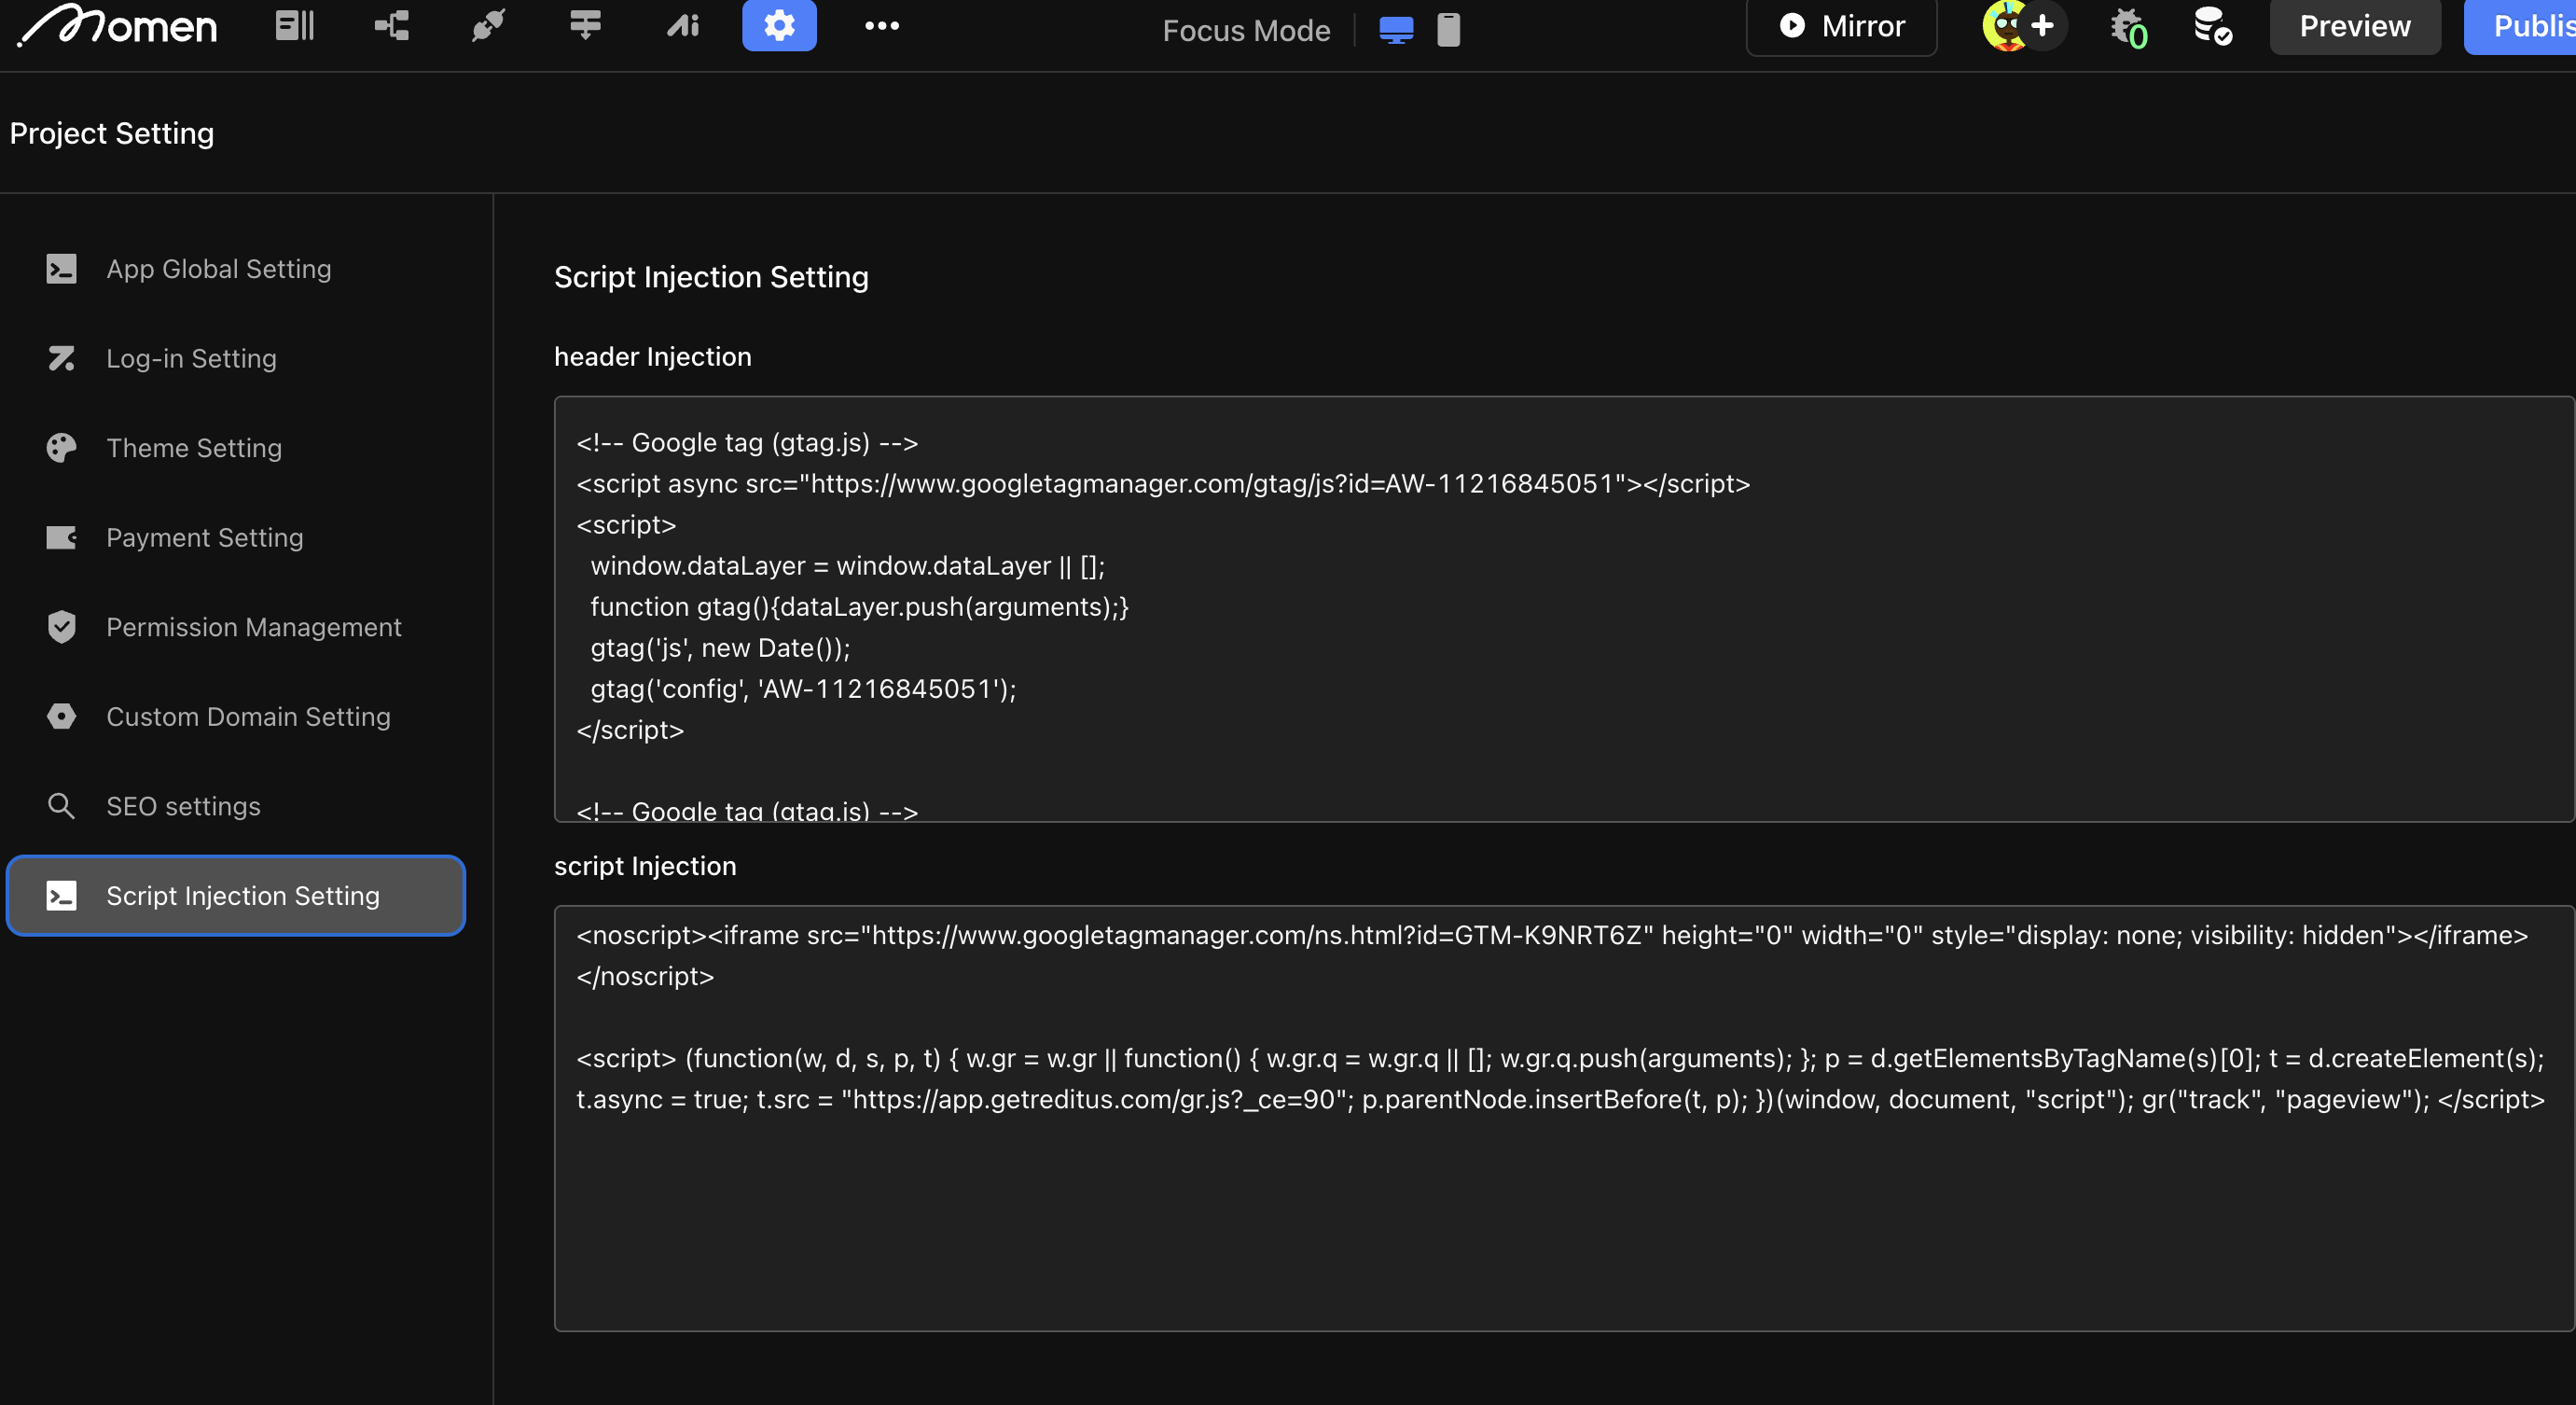 Momen
Ai
Focus Mode
Mirror
0
Preview
Publis
Project Setting
App Global Setting
Log-in Setting
Theme Setting
Payment Setting
Permission Management
Custom Domain Setting
SEO settings
Script Injection Setting
Script Injection Setting
header Injection
<!-- Google tag (gtag.js) -->
<script async src="https://www.googletagmanager.com/gtag/js?id=AW-11216845051"></script>
<script>
window.dataLayer = window.dataLayer || [];
function gtag(){dataLayer.push(arguments);}
gtag('js', new Date());
gtag('config', 'AW-11216845051');
</script>
<!-- Google tag (gtag.js) -->
script Injection
<noscript><iframe src="https://www.googletagmanager.com/ns.html?id=GTM-K9NRT6Z" height="0" width="0" style="display: none; visibility: hidden"></iframe>
</noscript>
<script> (function(w, d, s, p, t) { w.gr = w.gr || function() { w.gr.q = w.gr.q || []; w.gr.q.push(arguments); }; p = d.getElementsByTagName(s)[0]; t = d.createElement(s);
t.async = true; t.src = "https://app.getreditus.com/gr.js?_ce=90"; p.parentNode.insertBefore(t, p); })(window, document, "script"); gr("track", "pageview"); </script>